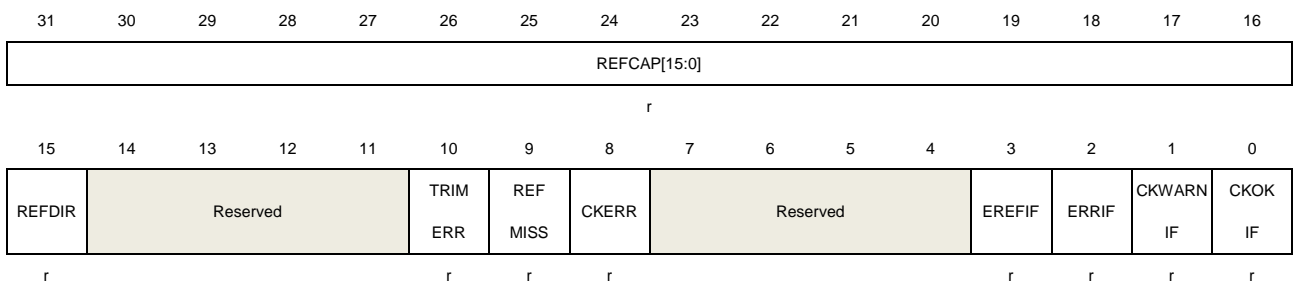 31 30 29 28 27 26 25 24 23 22 21 20 19 18 17 16
REFCAP[15:0]
r
15 14 13 12 11 10 9 8 7 6 5 4 3 2 1 0
REFDIR Reserved TRIM ERR REF MISS CKERR Reserved EREFIF ERRIF CKWARN IF CKOK IF
r r r r r r r r